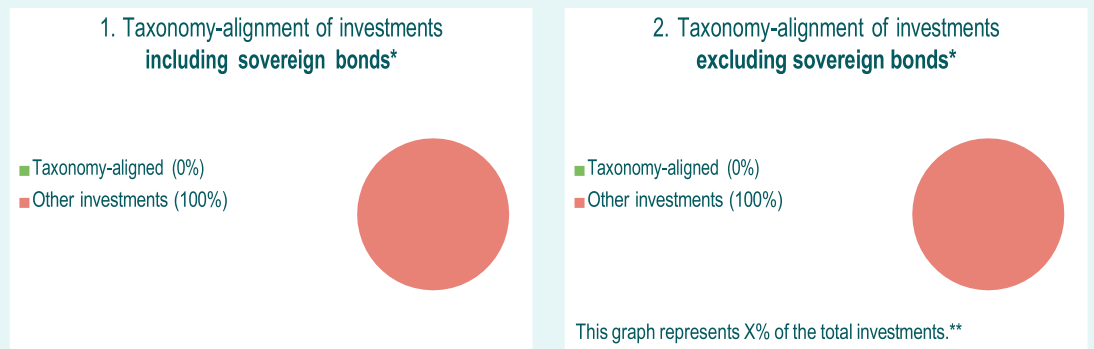 1. Taxonomy-alignment of investments
including sovereign bonds*
Taxonomy-aligned (0%)
Other investments (100%)
2. Taxonomy-alignment of investments
excluding sovereign bonds*
Taxonomy-aligned (0%)
Other investments (100%)
This graph represents X% of the total investments.**